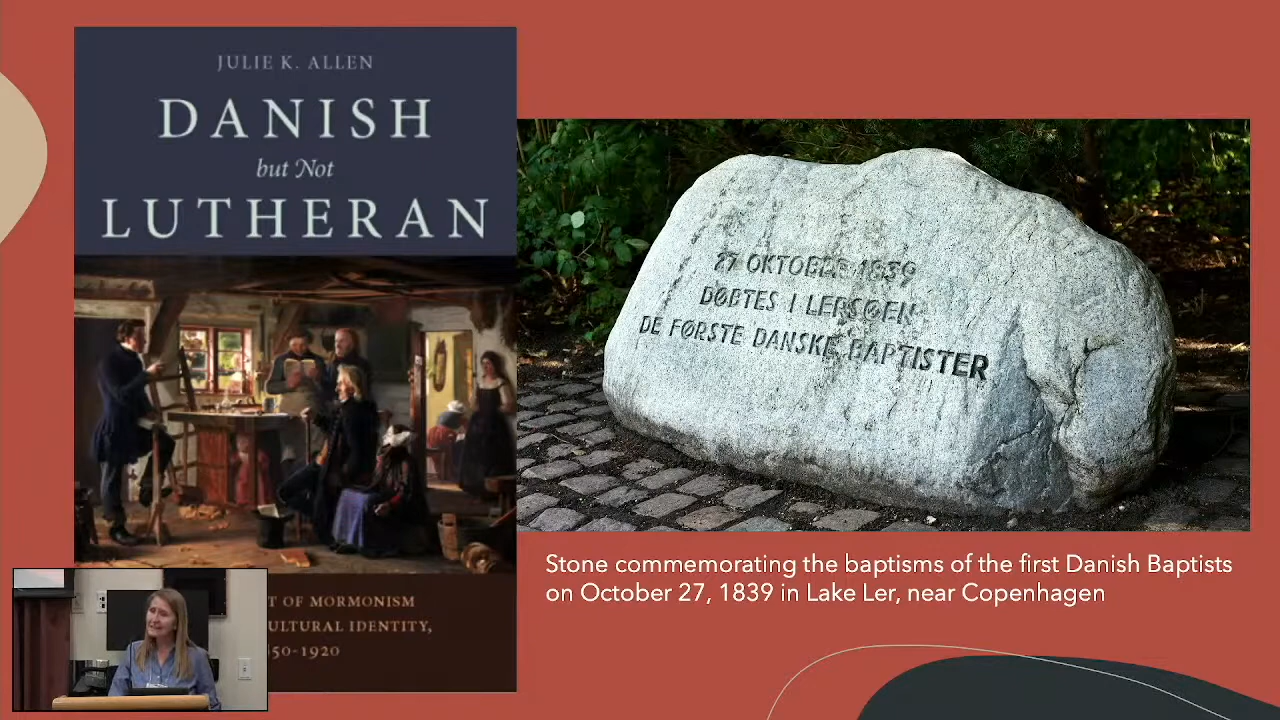 JULIE K. ALLEN
DANISH
but Not
LUTHERAN
T OF MORMONISM
ULTURAL IDENTITY,
50-1920
27 OKTOBER 1839
DØBTES I LERSØEN
DE FØRSTE DANSKE BAPTISTER
Stone commemorating the baptisms of the first Danish Baptists
on October 27, 1839 in Lake Ler, near Copenhagen